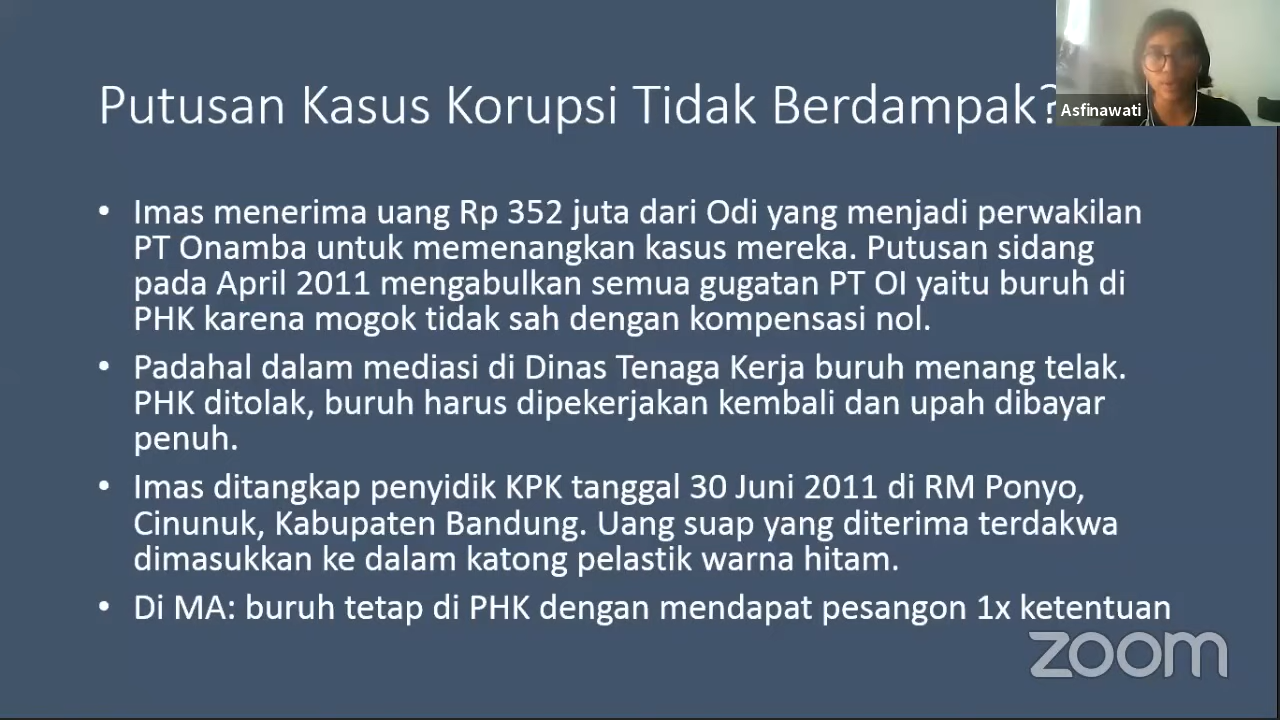 Putusan Kasus Korupsi Tidak Berdampak?
Asfinawati
• Imas menerima uang Rp 352 juta dari Odi yang menjadi perwakilan
PT Onamba untuk memenangkan kasus mereka. Putusan sidang
pada April 2011 mengabulkan semua gugatan PT OI yaitu buruh di
PHK karena mogok tidak sah dengan kompensasi nol.
• Padahal dalam mediasi di Dinas Tenaga Kerja buruh menang telak.
PHK ditolak, buruh harus dipekerjakan kembali dan upah dibayar
penuh.
• Imas ditangkap penyidik KPK tanggal 30 Juni 2011 di RM Ponyo,
Cinunuk, Kabupaten Bandung. Uang suap yang diterima terdakwa
dimasukkan ke dalam katong pelastik warna hitam.
• Di MA: buruh tetap di PHK dengan mendapat pesangon 1x ketentuan
zoom